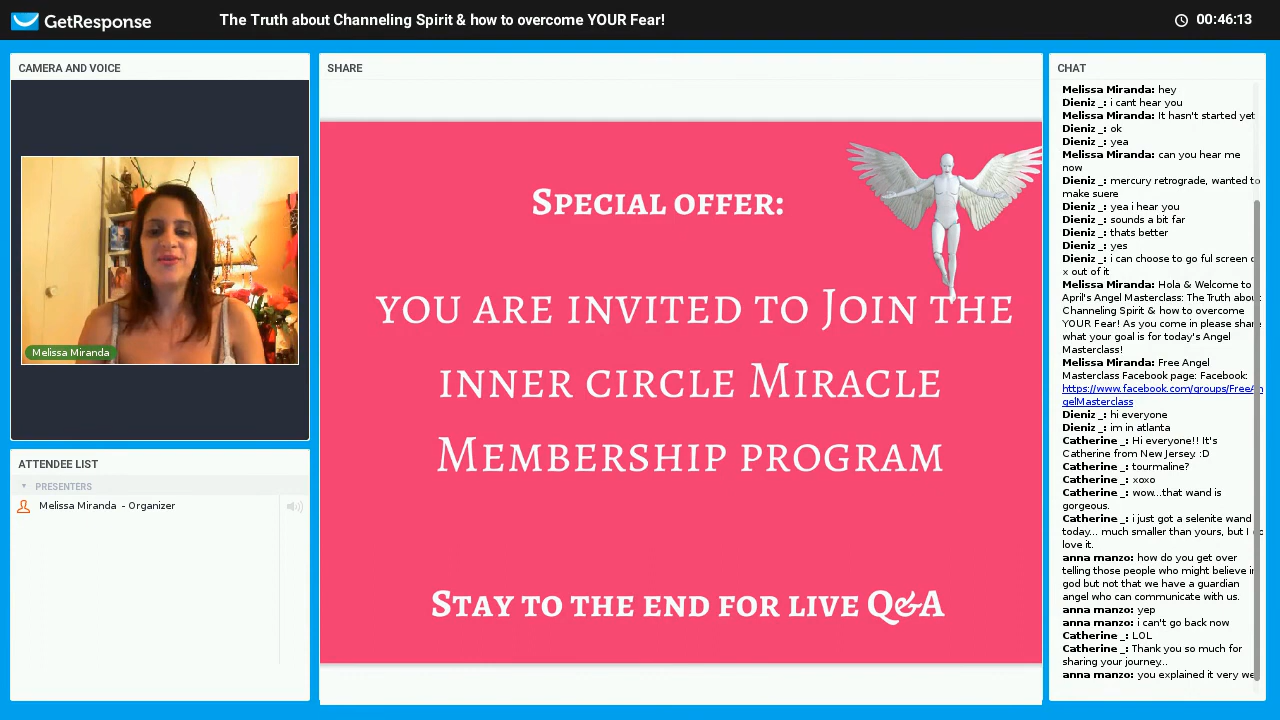 GetResponse
The Truth about Channeling Spirit & how to overcome YOUR Fear!
00:46:13
CAMERA AND VOICE
Melissa Miranda
ATTENDEE LIST
PRESENTERS
Melissa Miranda - Organizer
SHARE
Special offer:
you are invited to Join the
inner circle Miracle
Membership program
Stay to the end for live Q&A
CHAT
Melissa Miranda: hey
Dieniz _: i cant hear you
Melissa Miranda: It hasn't started yet
Dieniz _: ok
Dieniz _: yea
Melissa Miranda: can you hear me
now
Dieniz _: mercury retrograde, wanted to
make suere
Dieniz _: yea i hear you
Dieniz _: sounds a bit far
Dieniz _: thats better
Dieniz _: yes
Dieniz _: i can choose to go ful screen
x out of it
Melissa Miranda: Hola & Welcome to
April's Angel Masterclass: The Truth about
Channeling Spirit & how to overcome
YOUR Fear! As you come in please share
what your goal is for today's Angel
Masterclass!
Melissa Miranda: Free Angel
Masterclass Facebook page: Facebook:
https://www.facebook.com/groups/FreeAn
gelMasterclass
Dieniz _: hi everyone
Dieniz _: im in atlanta
Catherine _: Hi everyone!! It's
Catherine from New Jersey. :D
Catherine _: tourmaline?
Catherine _: xoxo
Catherine _: wow...that wand is
gorgeous.
Catherine _: i just got a selenite wand
today... much smaller than yours, but I do
love it.
anna manzo: how do you get over
telling those people who might believe in
god but not that we have a guardian
angel who can communicate with us.
anna manzo: yep
anna manzo: i can't go back now
Catherine _: LOL
Catherine _: Thank you so much for
sharing your journey...
anna manzo: you explained it very